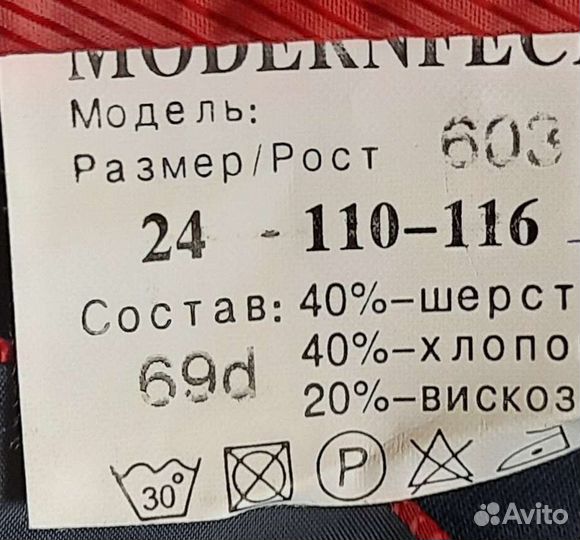 Модель:
Размер/Рост 603
24 - 110-116
Состав: 40%-шерст
69d 40%-хлопо
20%-вискоз
30° P
Avito